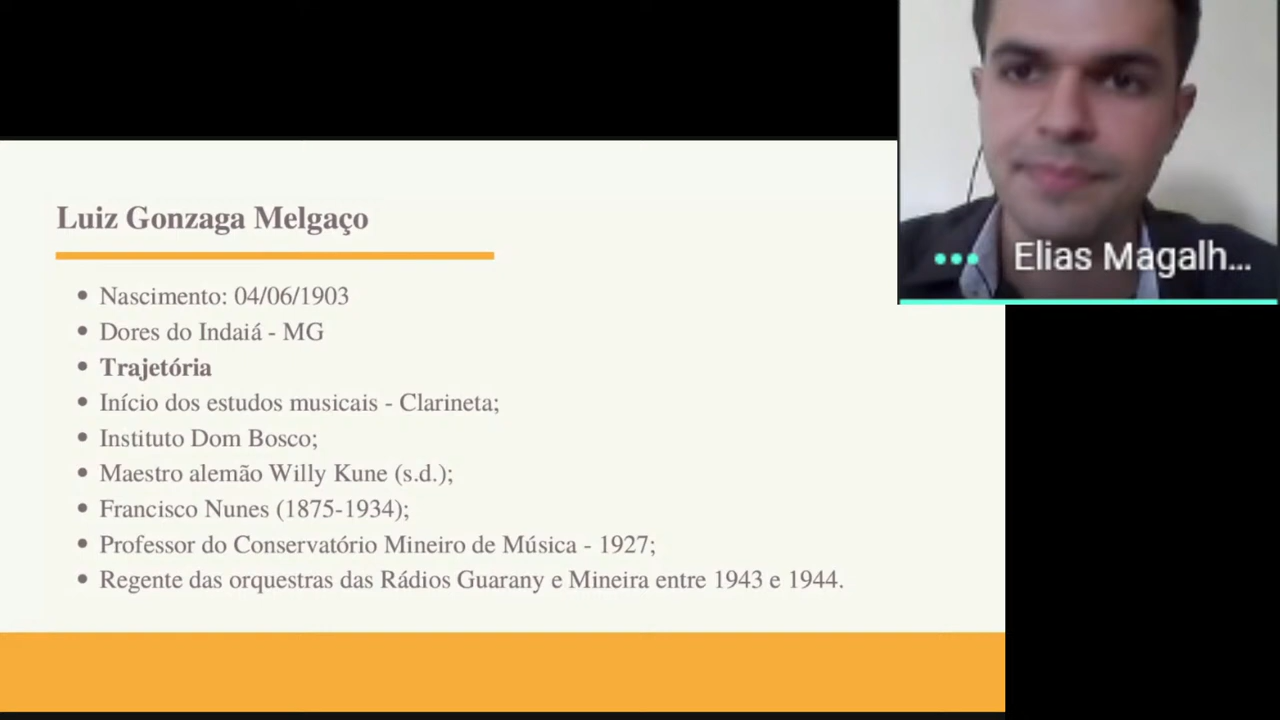 Luiz Gonzaga Melgaço
Elias Magalh...
• Nascimento: 04/06/1903
• Dores do Indaiá - MG
• Trajetória
• Início dos estudos musicais - Clarineta;
• Instituto Dom Bosco;
• Maestro alemão Willy Kune (s.d.);
• Francisco Nunes (1875-1934);
• Professor do Conservatório Mineiro de Música - 1927;
• Regente das orquestras das Rádios Guarany e Mineira entre 1943 e 1944.